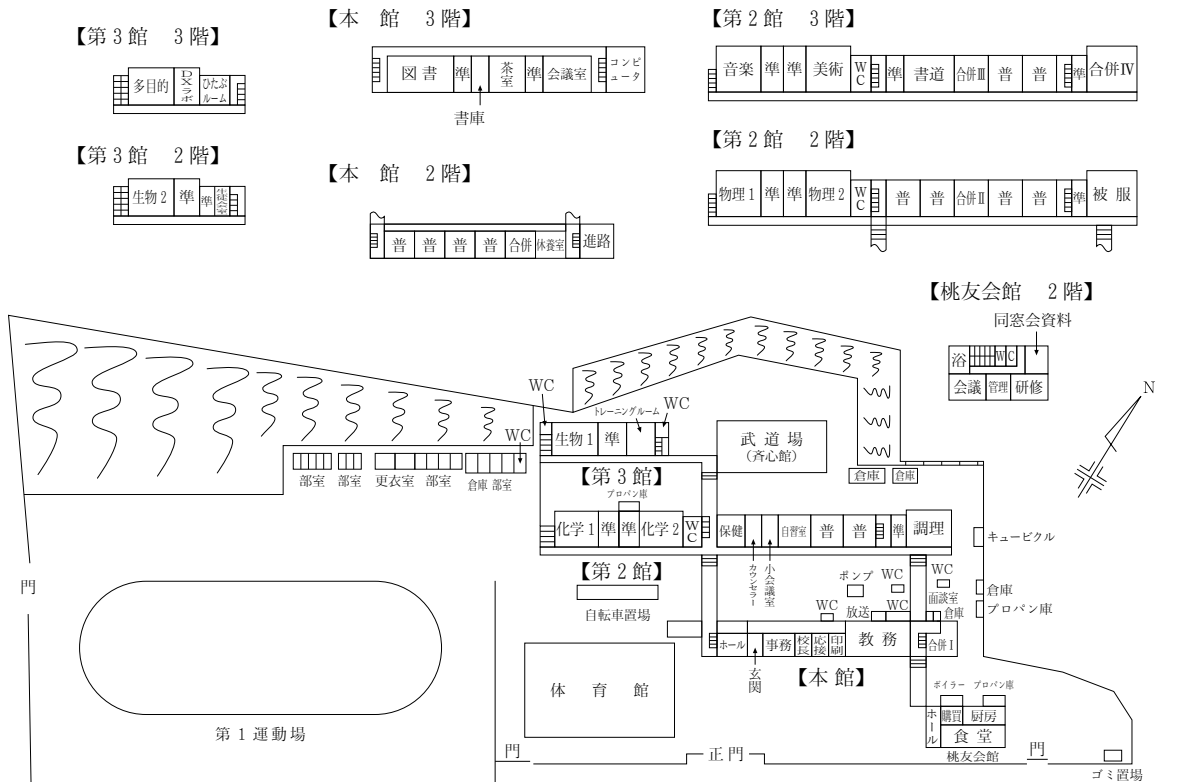 【第3館 3階】
多目的 DXラボ ひたぶルーム
【第3館 2階】
生物2 準 準 生徒会室
【本 館 3階】
図書 準 茶室 準 会議室 コンピュータ
書庫
【本 館 2階】
普 普 普 普 合併 休養室 進路
【第2館 3階】
音楽 準 準 美術 WC 準 書道 合併Ⅲ 普 普 準 合併Ⅳ
【第2館 2階】
物理1 準 準 物理2 WC 普 普 合併Ⅱ 普 普 準 被服
【桃友会館 2階】
同窓会資料
浴 WC
会議 管理 研修
N
WC トレーニングルーム WC
WC 生物1 準
武道場
(斉心館)
部室 部室 更衣室 部室 倉庫 部室
倉庫 倉庫
【第3館】
プロパン庫
化学1 準 準 化学2 WC 保健 自習室 普 普 準 調理
カウンセラー 小会議室
キュービクル
【第2館】
自転車置場
ポンプ WC WC
面談室
倉庫
プロパン庫
門
WC 放送 WC 倉庫
ホール 事務 校長 応接 印刷 教務 合併Ⅰ
玄関
【本館】
体育館
第1運動場
ボイラー プロパン庫
ホール 購買 厨房
食堂
桃友会館
門 正門 門
ゴミ置場